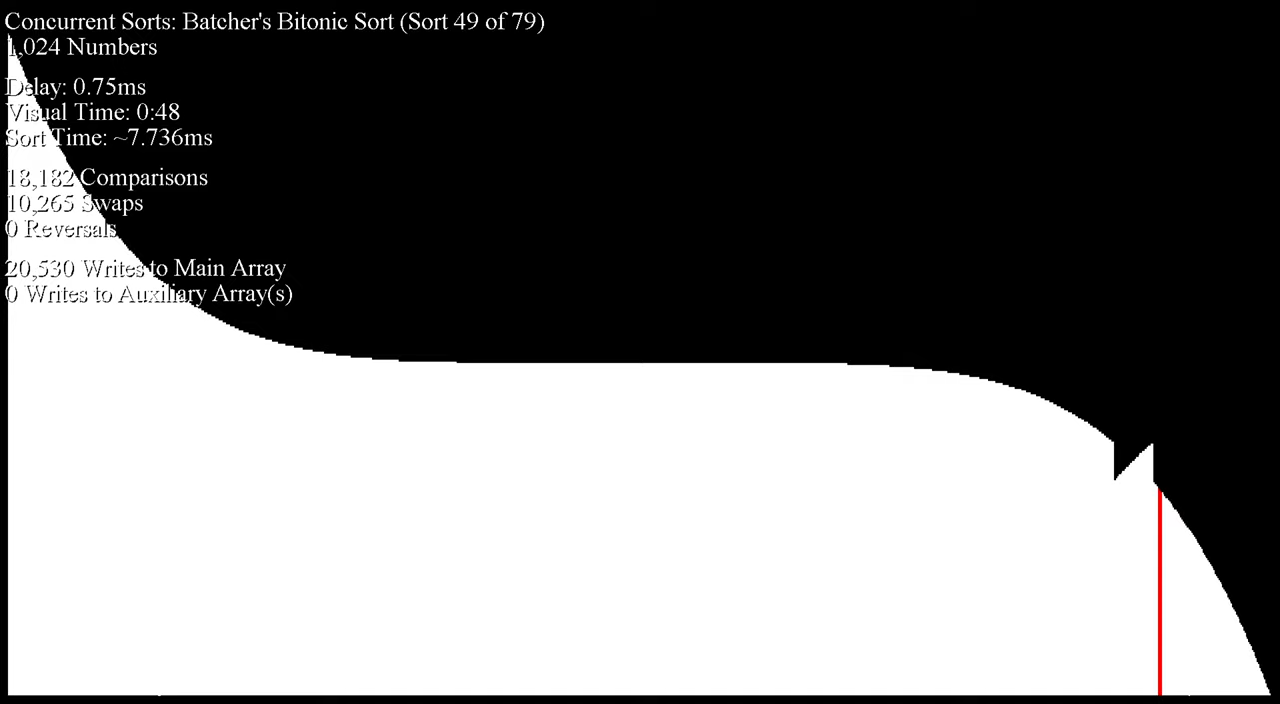 Concurrent Sorts: Batcher's Bitonic Sort (Sort 49 of 79)
1,024 Numbers
Delay: 0.75ms
Visual Time: 0:48
Sort Time: ~7.736ms
18,182 Comparisons
10,265 Swaps
0 Reversals
20,530 Writes to Main Array
0 Writes to Auxiliary Array(s)